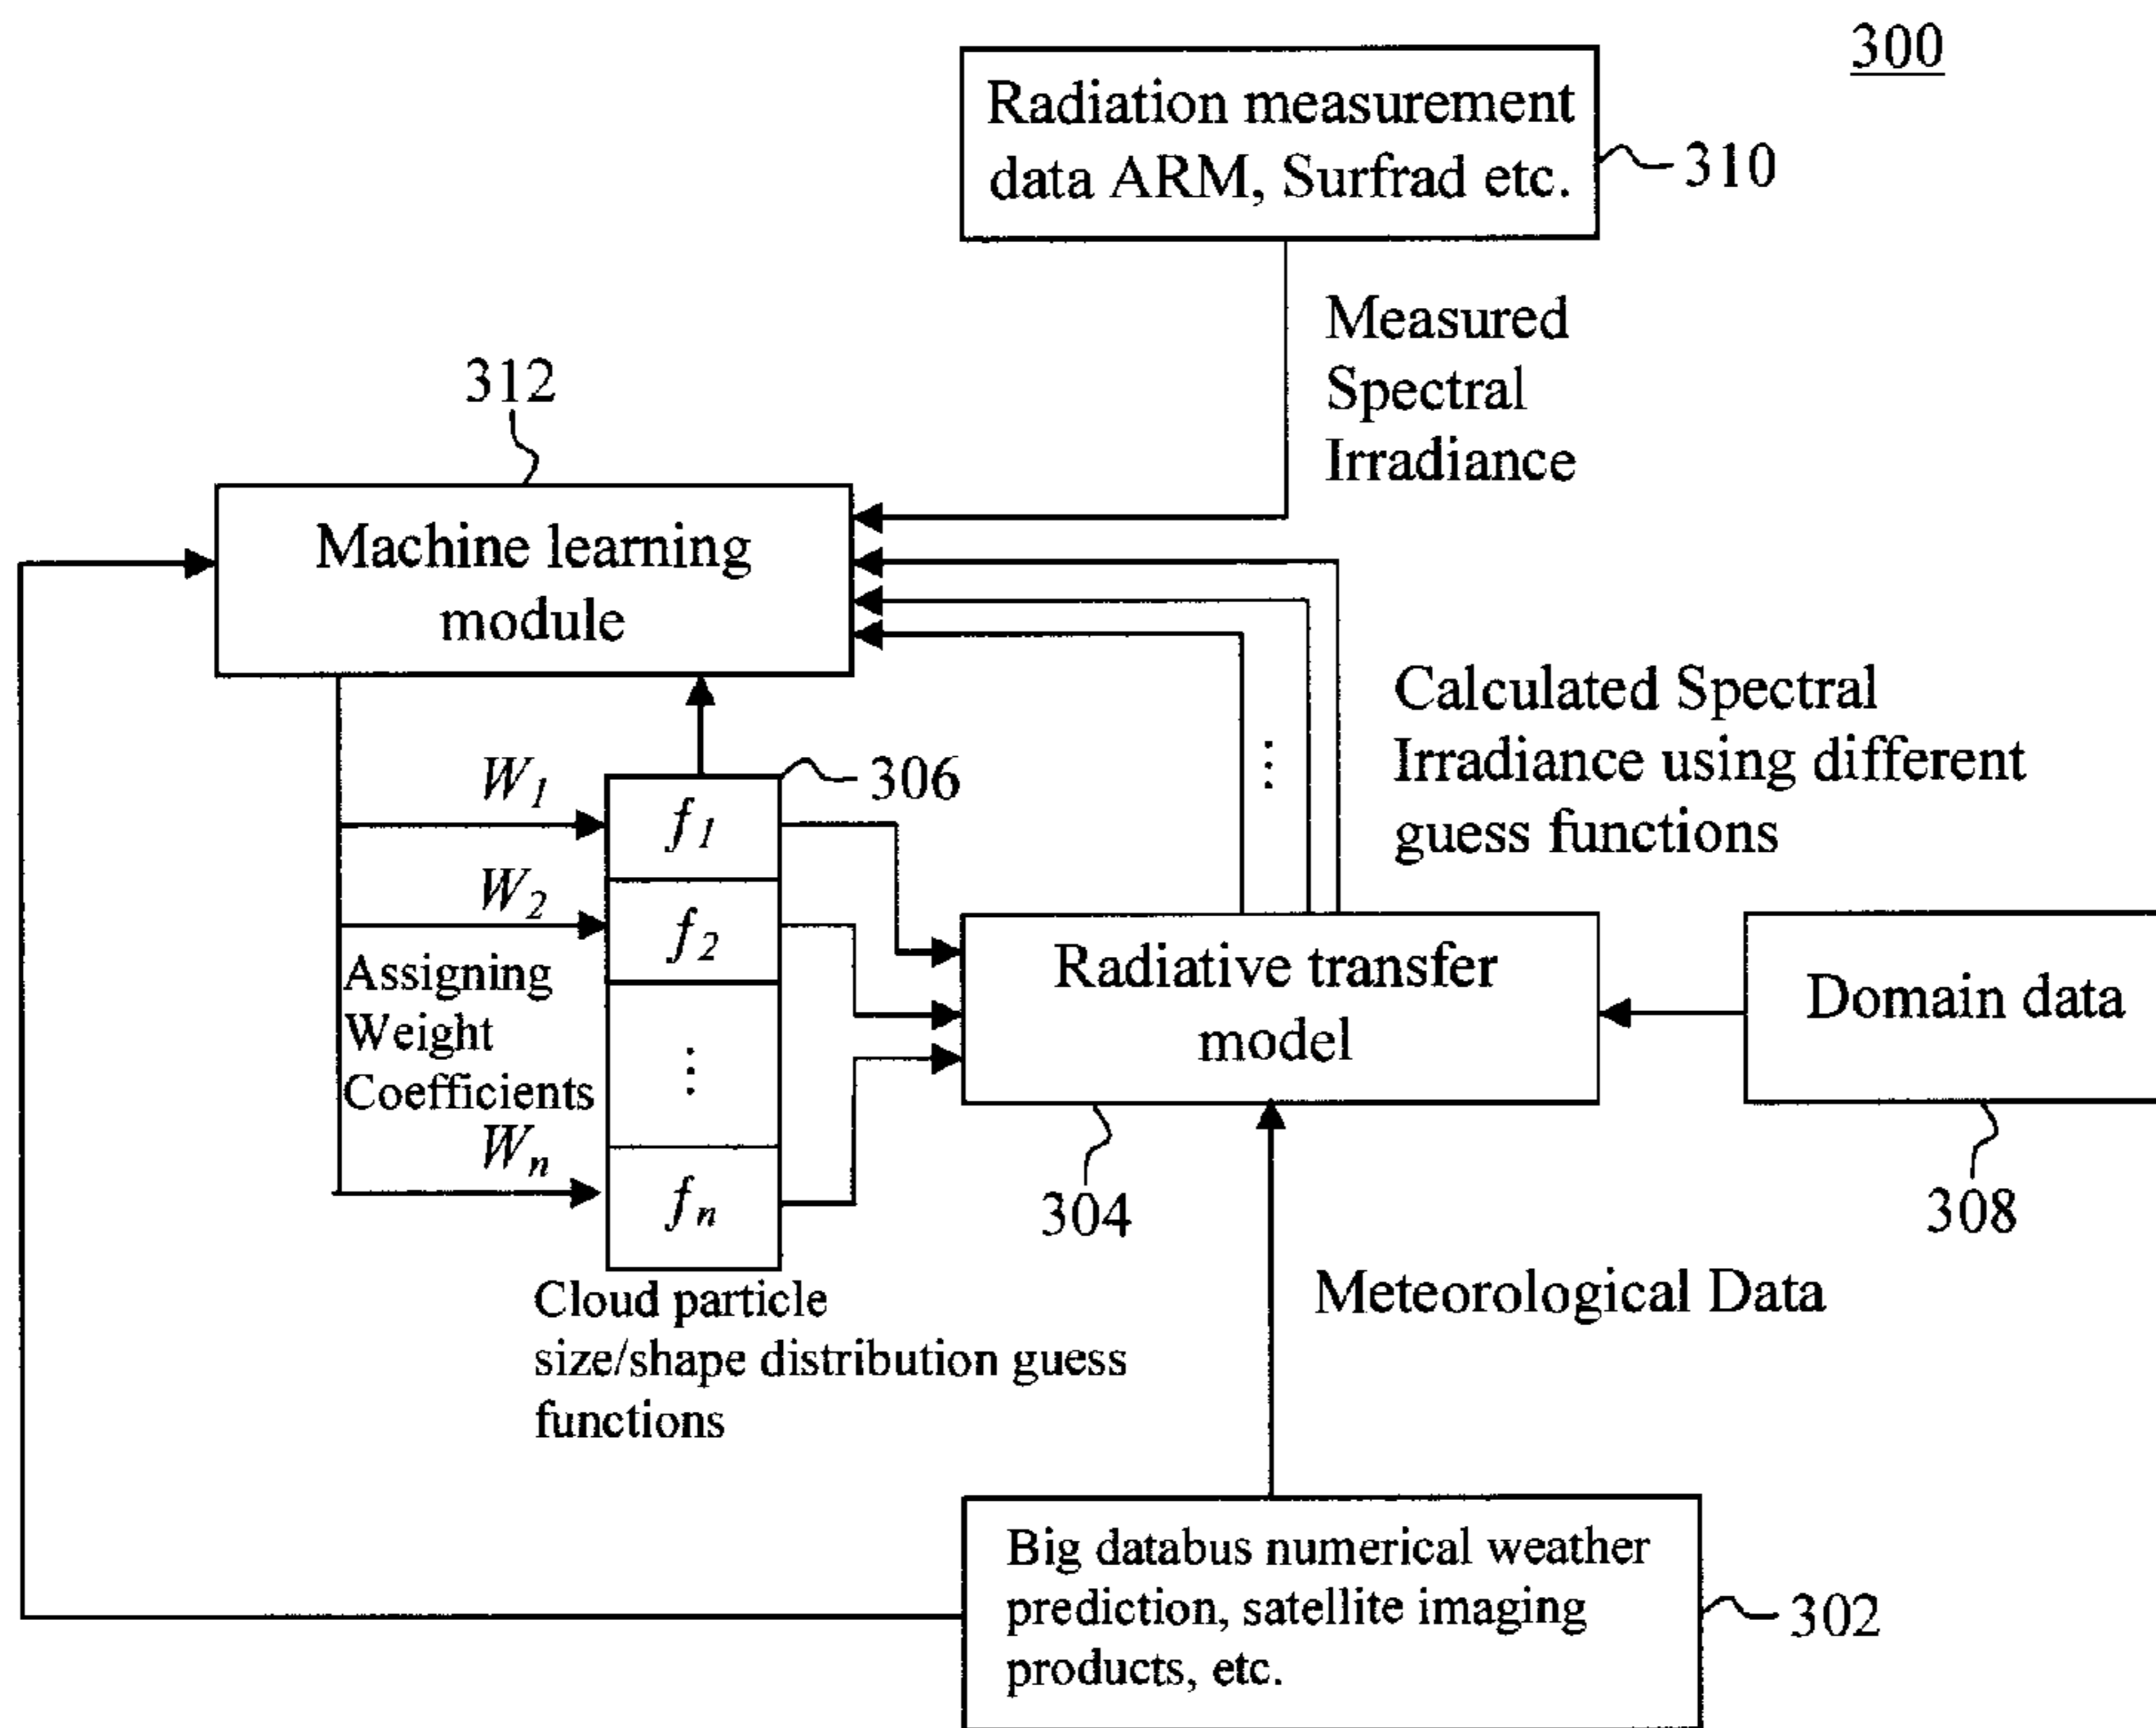 300
Radiation measurement
data ARM, Surfrad etc.
310
Measured
Spectral
Irradiance
312
Machine learning
module
Calculated Spectral
Irradiance using different
guess functions
W1
306
f1
W2
f2
Assigning
Weight
Coefficients
⋮
Wn
fn
Radiative transfer
model
Domain data
304
308
Cloud particle
size/shape distribution guess
functions
Meteorological Data
Big databus numerical weather
prediction, satellite imaging
products, etc.
302